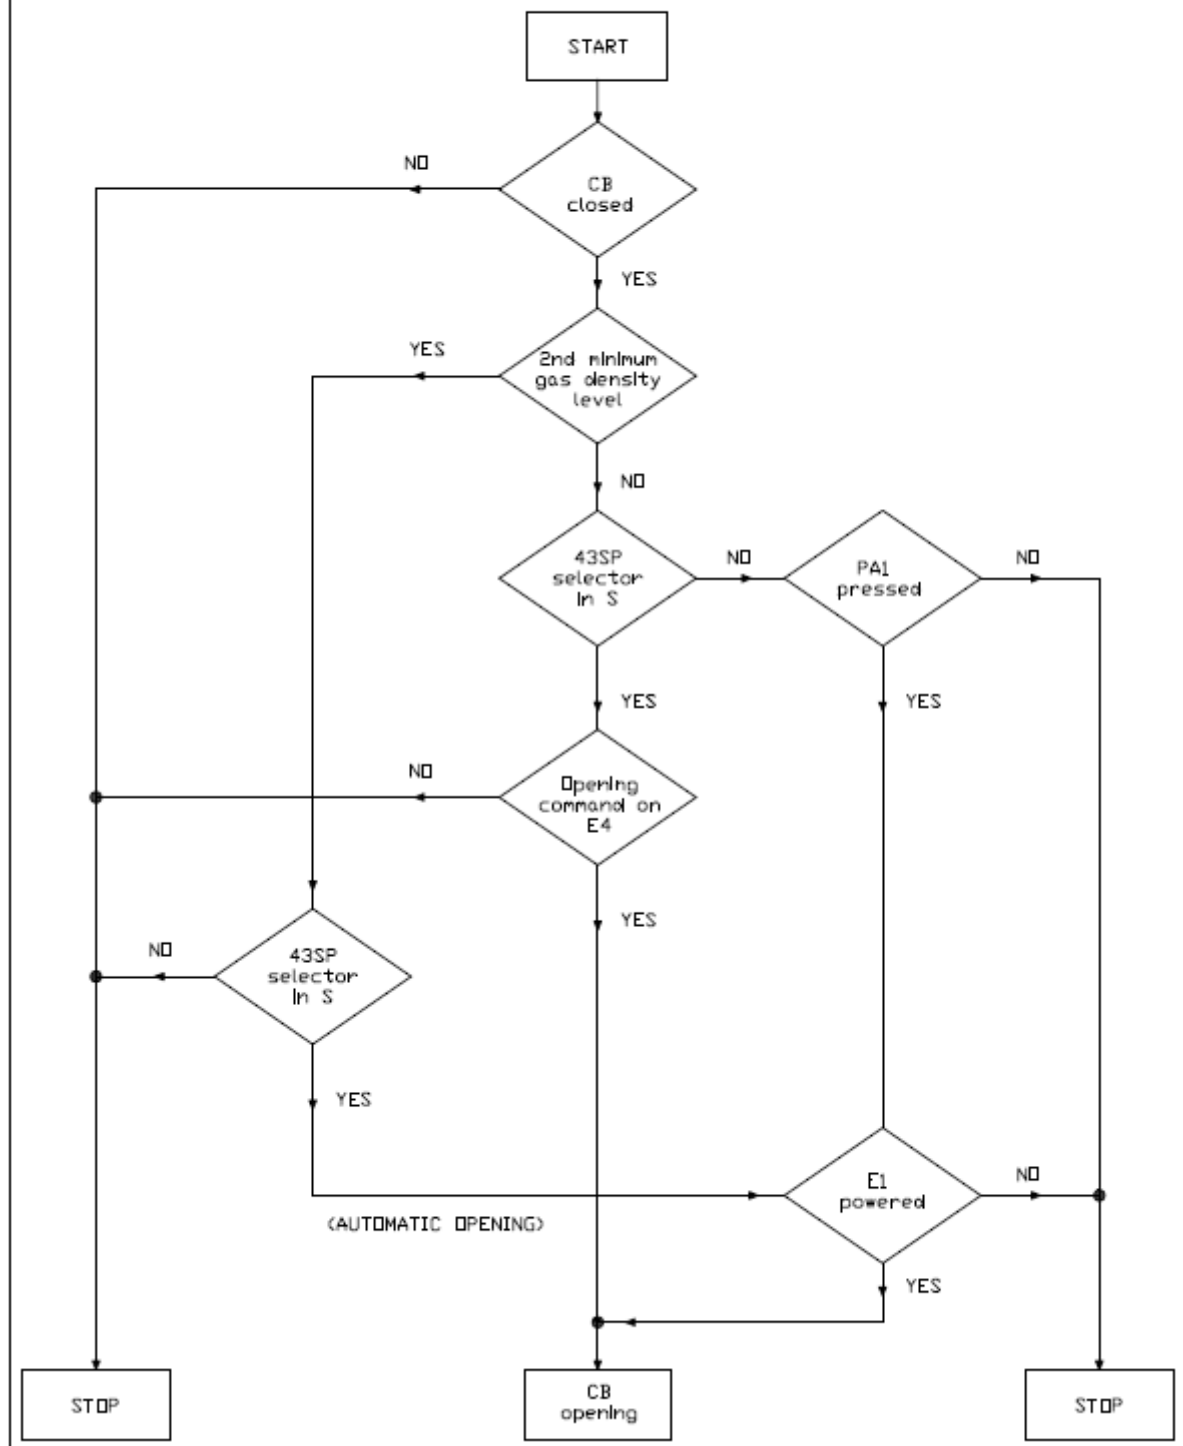 START
NO
CB
closed
YES
YES
2nd minimum
gas density
level
NO
43SP
selector
in S
NO
PA1
pressed
NO
YES
YES
NO
Opening
command on
E4
YES
NO
43SP
selector
in S
YES
E1
powered
NO
(AUTOMATIC OPENING)
YES
STOP
CB
opening
STOP